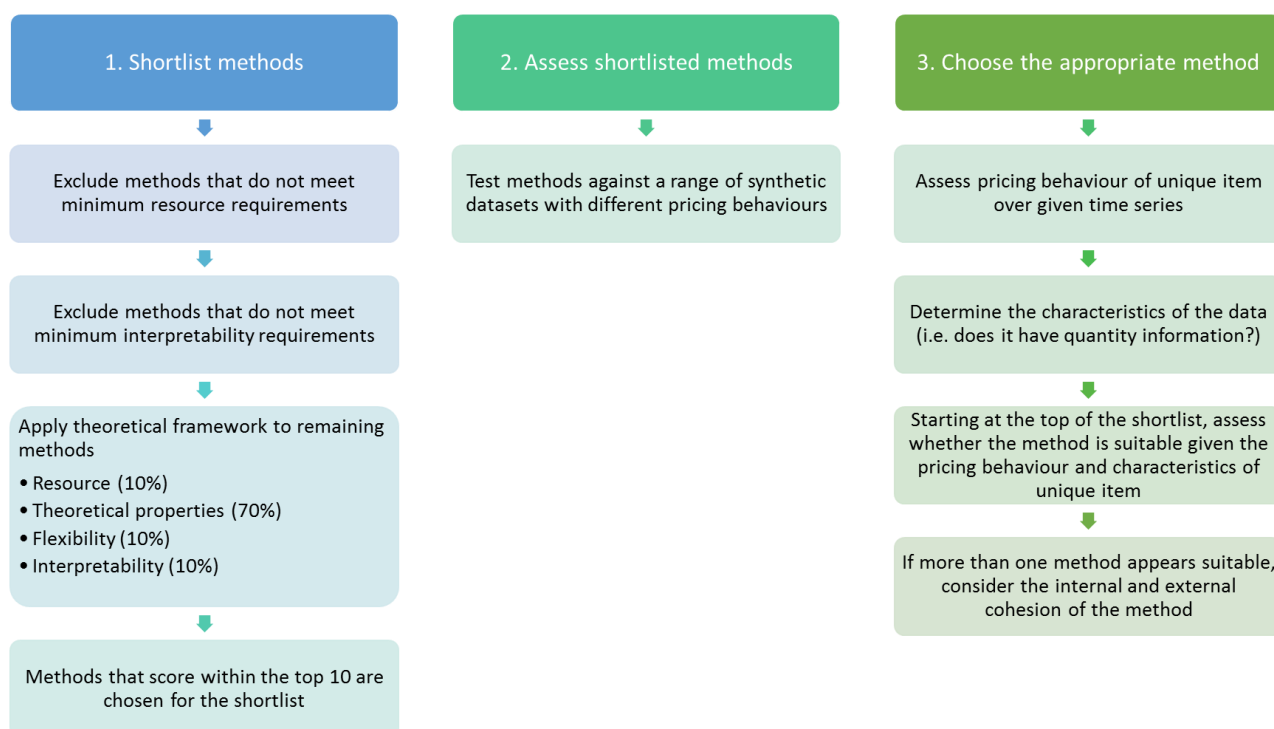 1. Shortlist methods
Exclude methods that do not meet
minimum resource requirements
Exclude methods that do not meet
minimum interpretability requirements
Apply theoretical framework to remaining
methods
• Resource (10%)
• Theoretical properties (70%)
• Flexibility (10%)
• Interpretability (10%)
Methods that score within the top 10 are
chosen for the shortlist
2. Assess shortlisted methods
Test methods against a range of synthetic
datasets with different pricing behaviours
3. Choose the appropriate method
Assess pricing behaviour of unique item
over given time series
Determine the characteristics of the data
(i.e. does it have quantity information?)
Starting at the top of the shortlist, assess
whether the method is suitable given the
pricing behaviour and characteristics of
unique item
If more than one method appears suitable,
consider the internal and external
cohesion of the method